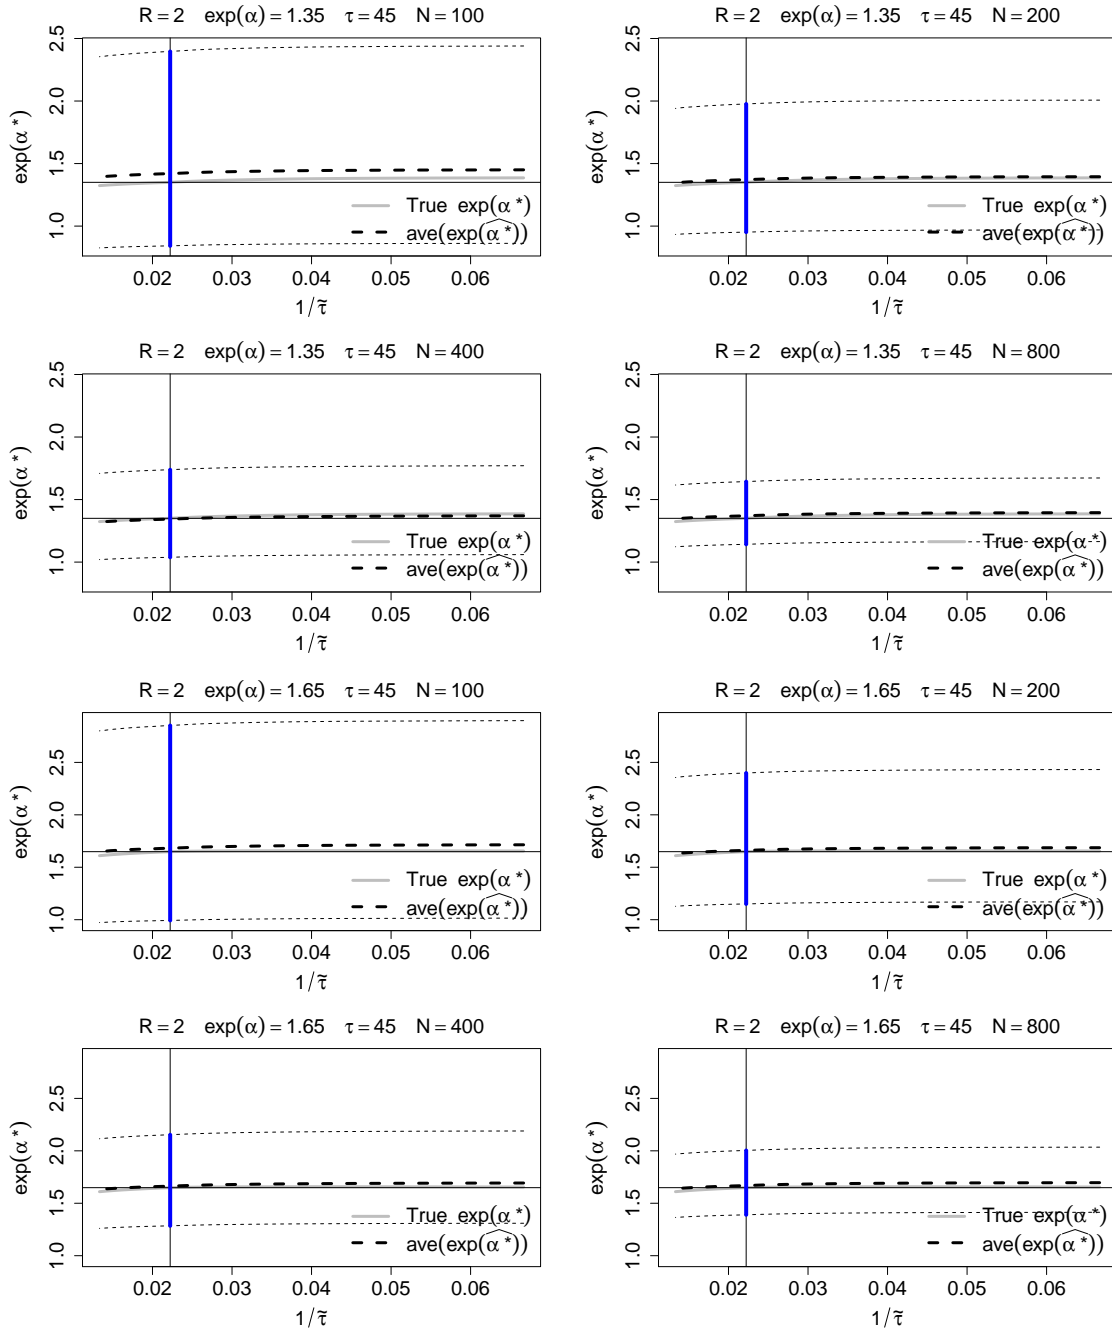 R = 2 exp(α) = 1.35 τ = 45 N = 100
2.5
2.0
1.5
1.0
exp(α*)
True exp(α*)
ave(exp(α̂*))
0.02 0.03 0.04 0.05 0.06
1/τ̃
R = 2 exp(α) = 1.35 τ = 45 N = 200
2.5
2.0
1.5
1.0
exp(α*)
True exp(α*)
ave(exp(α̂*))
0.02 0.03 0.04 0.05 0.06
1/τ̃
R = 2 exp(α) = 1.35 τ = 45 N = 400
2.5
2.0
1.5
1.0
exp(α*)
True exp(α*)
ave(exp(α̂*))
0.02 0.03 0.04 0.05 0.06
1/τ̃
R = 2 exp(α) = 1.35 τ = 45 N = 800
2.5
2.0
1.5
1.0
exp(α*)
True exp(α*)
ave(exp(α̂*))
0.02 0.03 0.04 0.05 0.06
1/τ̃
R = 2 exp(α) = 1.65 τ = 45 N = 100
2.5
2.0
1.5
1.0
exp(α*)
True exp(α*)
ave(exp(α̂*))
0.02 0.03 0.04 0.05 0.06
1/τ̃
R = 2 exp(α) = 1.65 τ = 45 N = 200
2.5
2.0
1.5
1.0
exp(α*)
True exp(α*)
ave(exp(α̂*))
0.02 0.03 0.04 0.05 0.06
1/τ̃
R = 2 exp(α) = 1.65 τ = 45 N = 400
2.5
2.0
1.5
1.0
exp(α*)
True exp(α*)
ave(exp(α̂*))
0.02 0.03 0.04 0.05 0.06
1/τ̃
R = 2 exp(α) = 1.65 τ = 45 N = 800
2.5
2.0
1.5
1.0
exp(α*)
True exp(α*)
ave(exp(α̂*))
0.02 0.03 0.04 0.05 0.06
1/τ̃